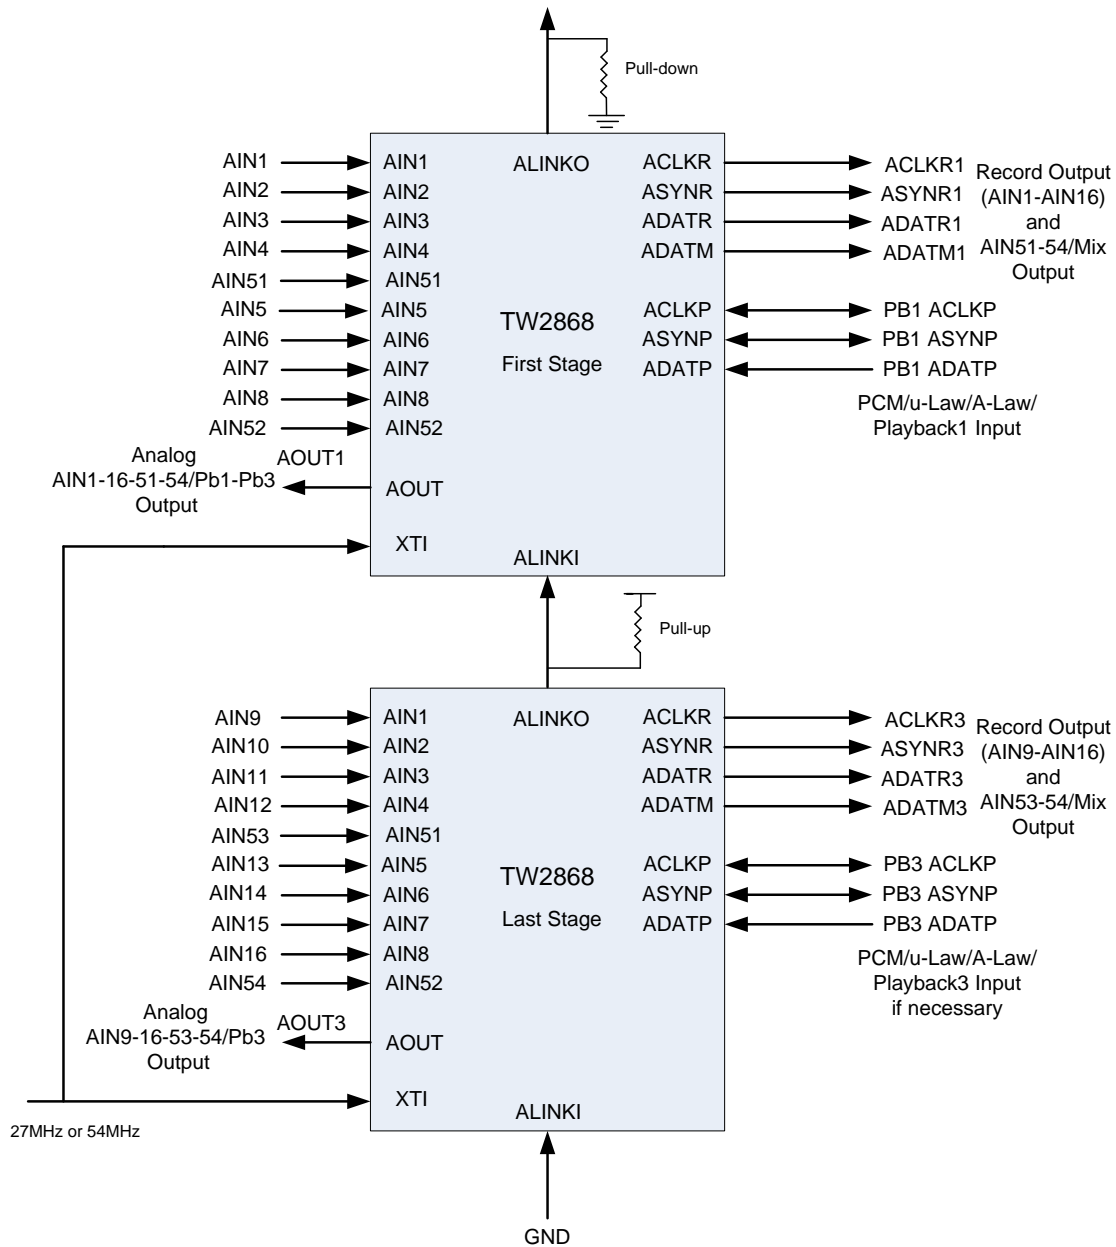 Pull-down
AIN1 AIN1 ALINKO ACLKR ACLKR1
AIN2 AIN2 ASYNR ASYNR1
AIN3 AIN3 ADATR ADATR1
AIN4 AIN4 ADATM ADATM1
Record Output
(AIN1-AIN16)
and
AIN51-54/Mix
Output
AIN51 AIN51
AIN5 AIN5 ACLKP PB1 ACLKP
AIN6 AIN6 ASYNP PB1 ASYNP
AIN7 AIN7 ADATP PB1 ADATP
AIN8 AIN8
AIN52 AIN52
TW2868
First Stage
PCM/u-Law/A-Law/
Playback1 Input
Analog
AIN1-16-51-54/Pb1-Pb3
Output
AOUT1 AOUT
XTI
ALINKI
Pull-up
AIN9 AIN1 ALINKO ACLKR ACLKR3
AIN10 AIN2 ASYNR ASYNR3
AIN11 AIN3 ADATR ADATR3
AIN12 AIN4 ADATM ADATM3
Record Output
(AIN9-AIN16)
and
AIN53-54/Mix
Output
AIN53 AIN51
AIN13 AIN5 ACLKP PB3 ACLKP
AIN14 AIN6 ASYNP PB3 ASYNP
AIN15 AIN7 ADATP PB3 ADATP
AIN16 AIN8
AIN54 AIN52
TW2868
Last Stage
PCM/u-Law/A-Law/
Playback3 Input
if necessary
Analog
AIN9-16-53-54/Pb3
Output
AOUT3 AOUT
XTI
27MHz or 54MHz
ALINKI
GND